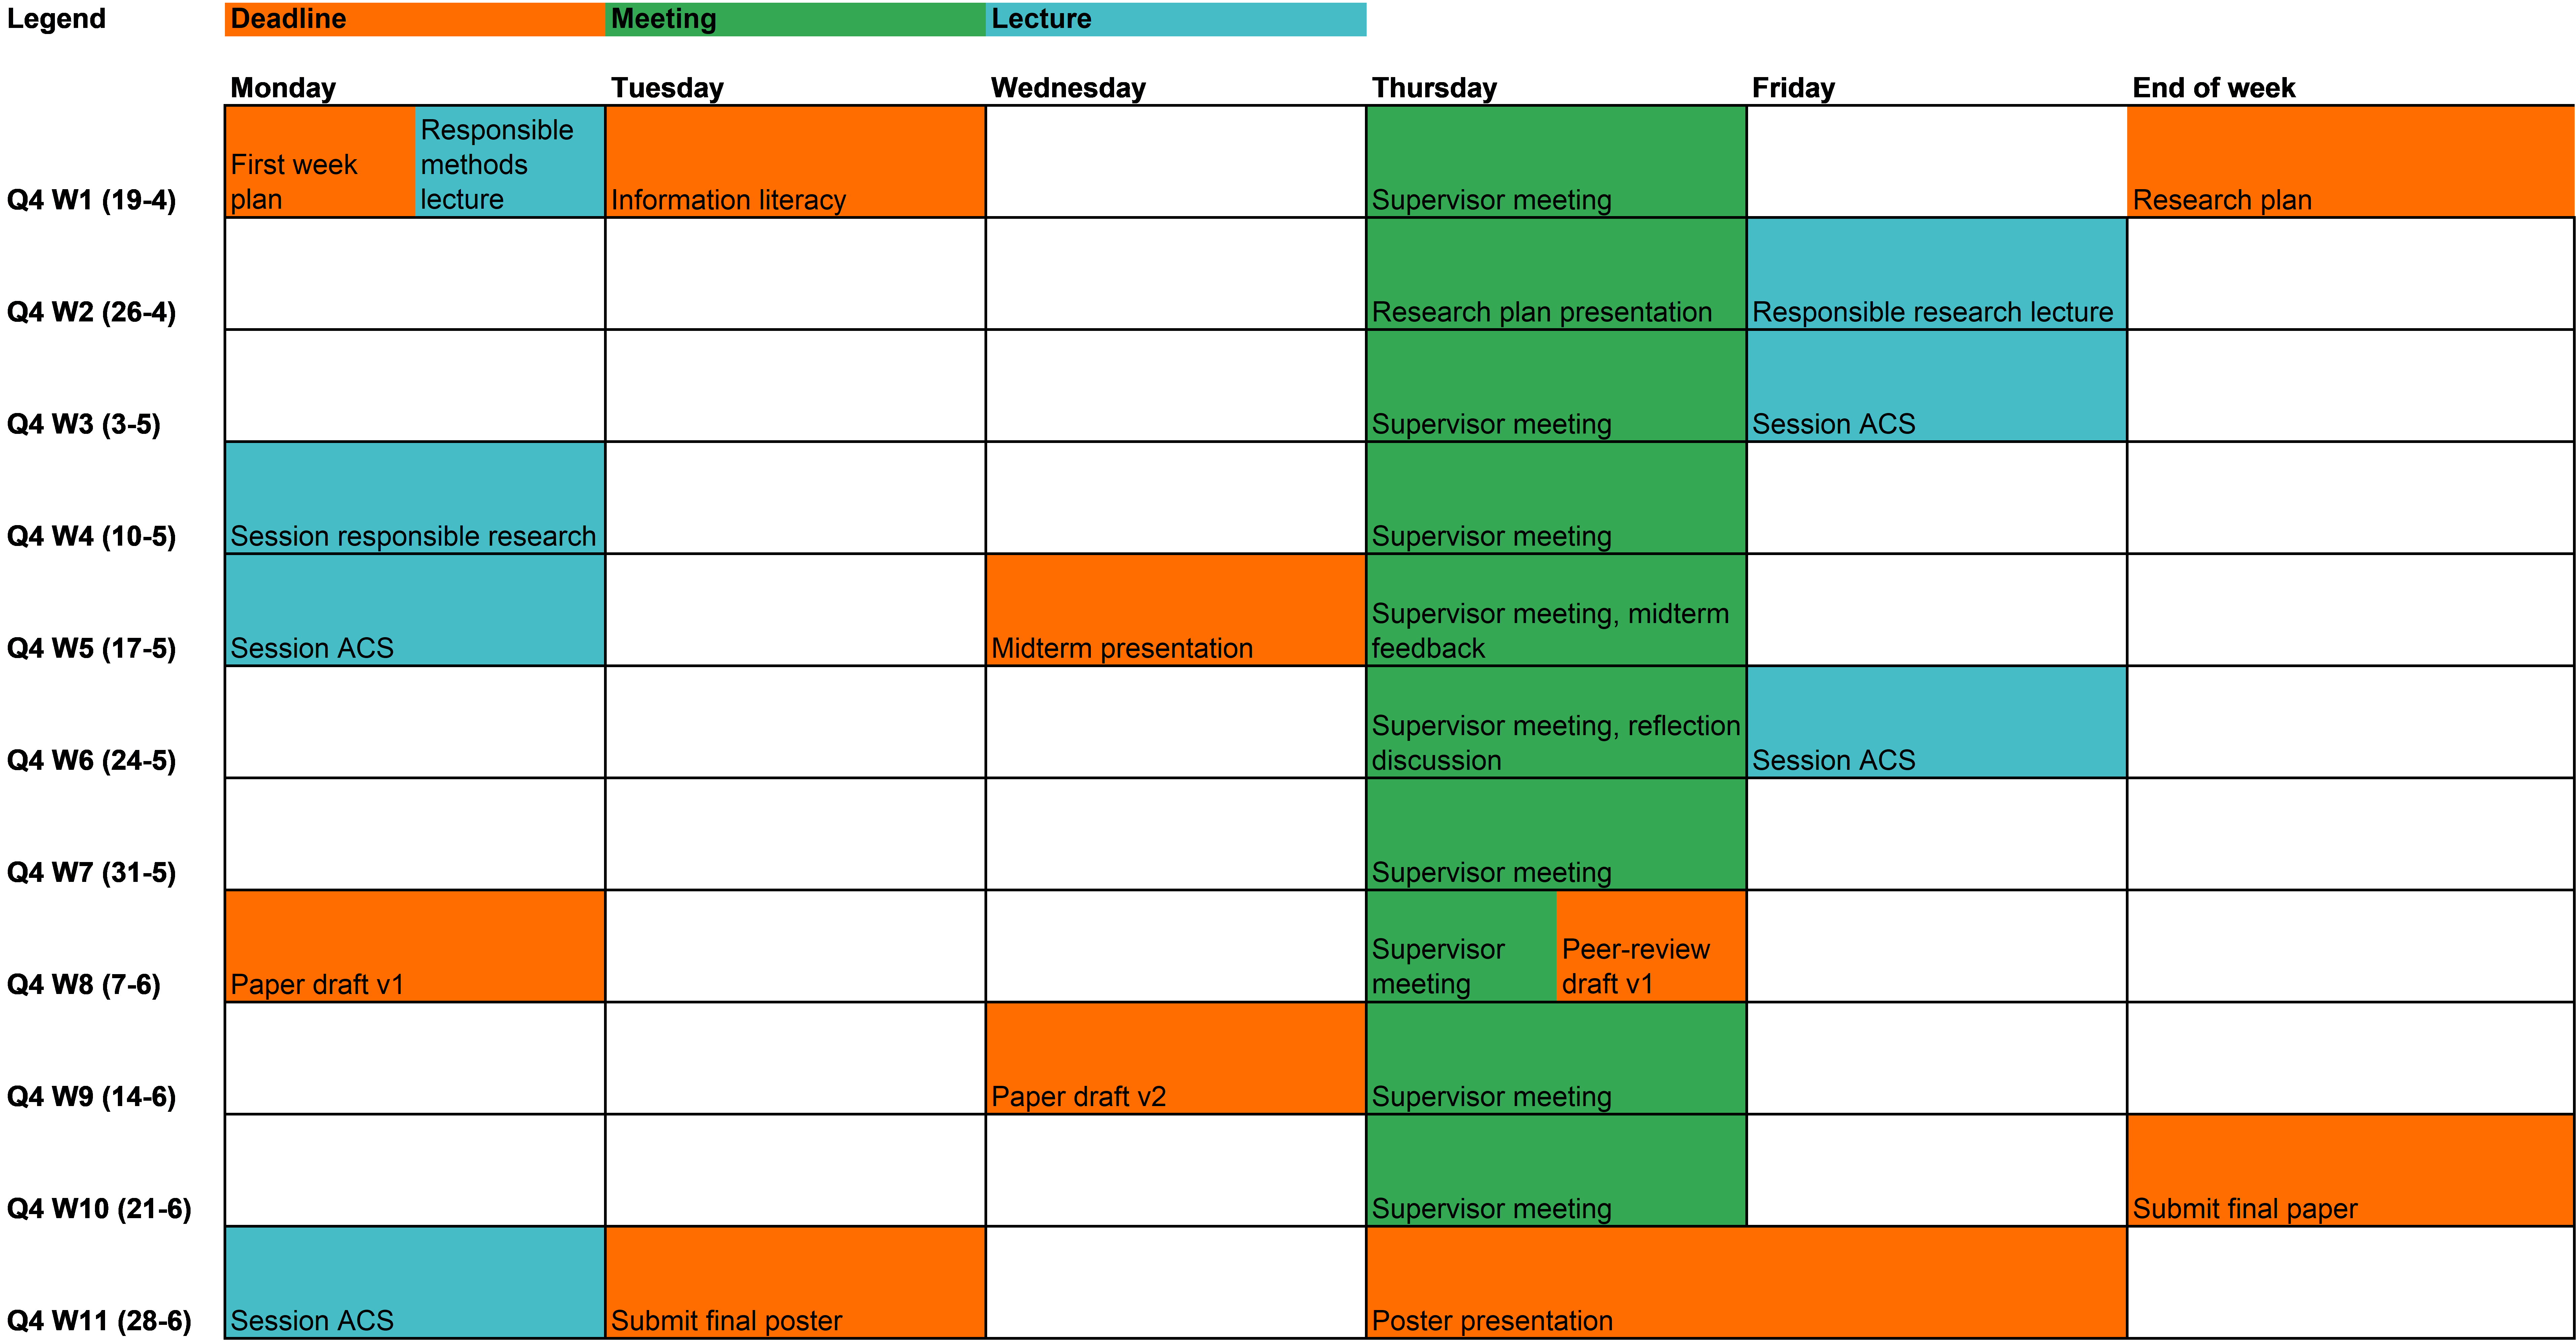 Legend Deadline Meeting Lecture
Monday Tuesday Wednesday Thursday Friday End of week
Q4 W1 (19-4)
First week
plan
Responsible
methods
lecture
Information literacy
Supervisor meeting
Research plan
Q4 W2 (26-4)
Research plan presentation
Responsible research lecture
Q4 W3 (3-5)
Supervisor meeting
Session ACS
Q4 W4 (10-5)
Session responsible research
Supervisor meeting
Q4 W5 (17-5)
Session ACS
Midterm presentation
Supervisor meeting, midterm
feedback
Q4 W6 (24-5)
Supervisor meeting, reflection
discussion
Session ACS
Q4 W7 (31-5)
Supervisor meeting
Q4 W8 (7-6)
Paper draft v1
Supervisor
meeting
Peer-review
draft v1
Q4 W9 (14-6)
Paper draft v2
Supervisor meeting
Q4 W10 (21-6)
Supervisor meeting
Submit final paper
Q4 W11 (28-6)
Session ACS
Submit final poster
Poster presentation